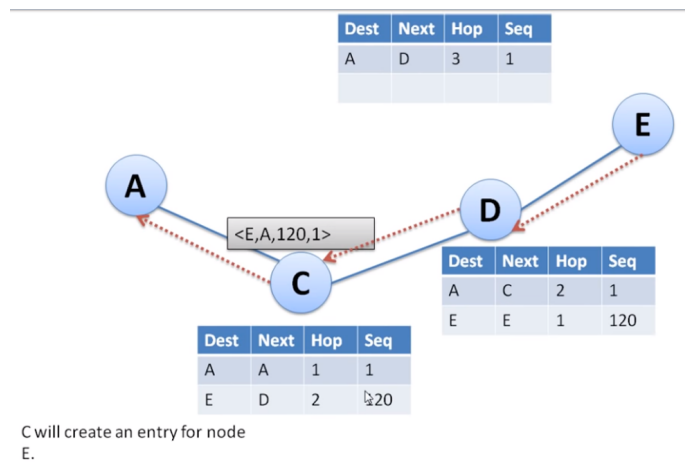 Dest Next Hop Seq
A D 3 1
E
A
D
<E,A,120,1>
C
Dest Next Hop Seq
A C 2 1
E E 1 120
Dest Next Hop Seq
A A 1 1
E D 2 20
C will create an entry for node
E.